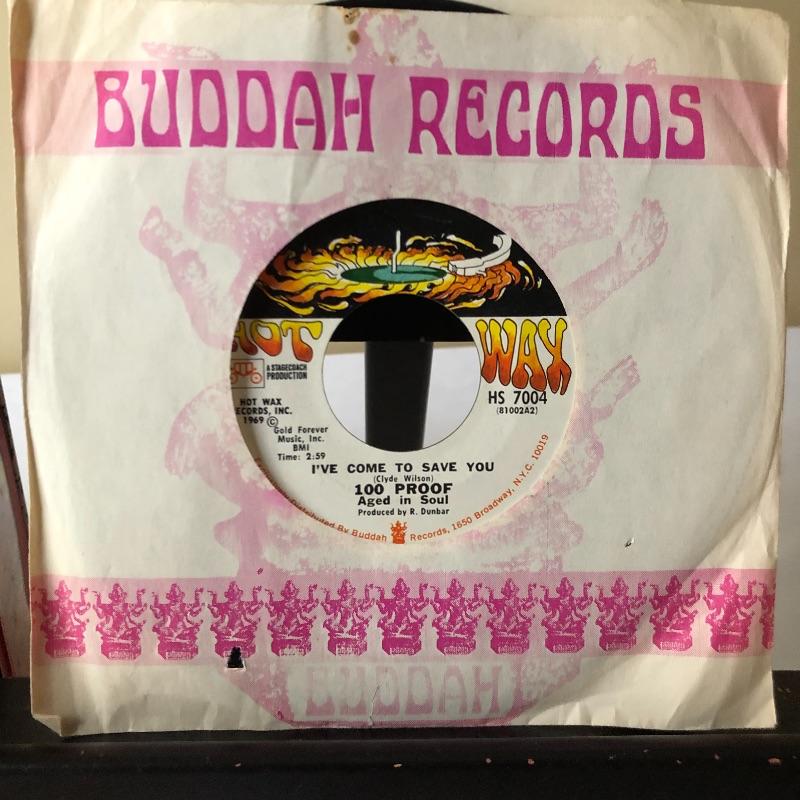 BUDDAH RECORDS
HOT WAX
A STAGECOACH
PRODUCTION
HS 7004
(81002A2)
HOT WAX
ECORDS, INC.
1969 ©
Gold Forever
Music, Inc.
BMI
Time: 2:59
I'VE COME TO SAVE YOU
(Clyde Wilson)
100 PROOF
Aged in Soul
Produced by R. Dunbar
Distributed By Buddah Records, 1650 Broadway, N.Y.C. 10019
BUDDAH